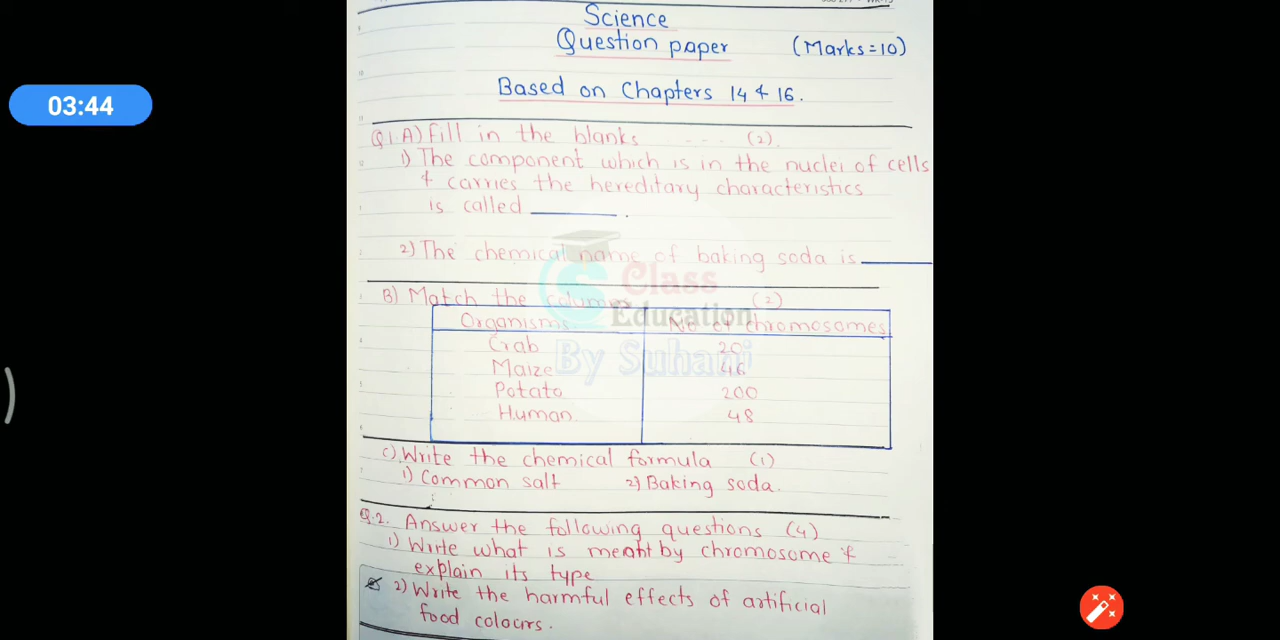 Science
Question paper (Marks=10)
Based on Chapters 14 & 16.
03:44
Q1.A) Fill in the blanks ... (2).
1) The component which is in the nuclei of cells
& carries the hereditary characteristics
is called ______.
2) The chemical name of baking soda is ______
B) Match the columns (2)
Organisms No of chromosomes
Crab 20
Maize 46
Potato 200
Human 48
Class
Education
By Suhani
C) Write the chemical formula (1)
1) Common salt 2) Baking soda.
Q.2. Answer the following questions (4)
1) Write what is meant by chromosome &
explain its type
2) Write the harmful effects of artificial
food colours.